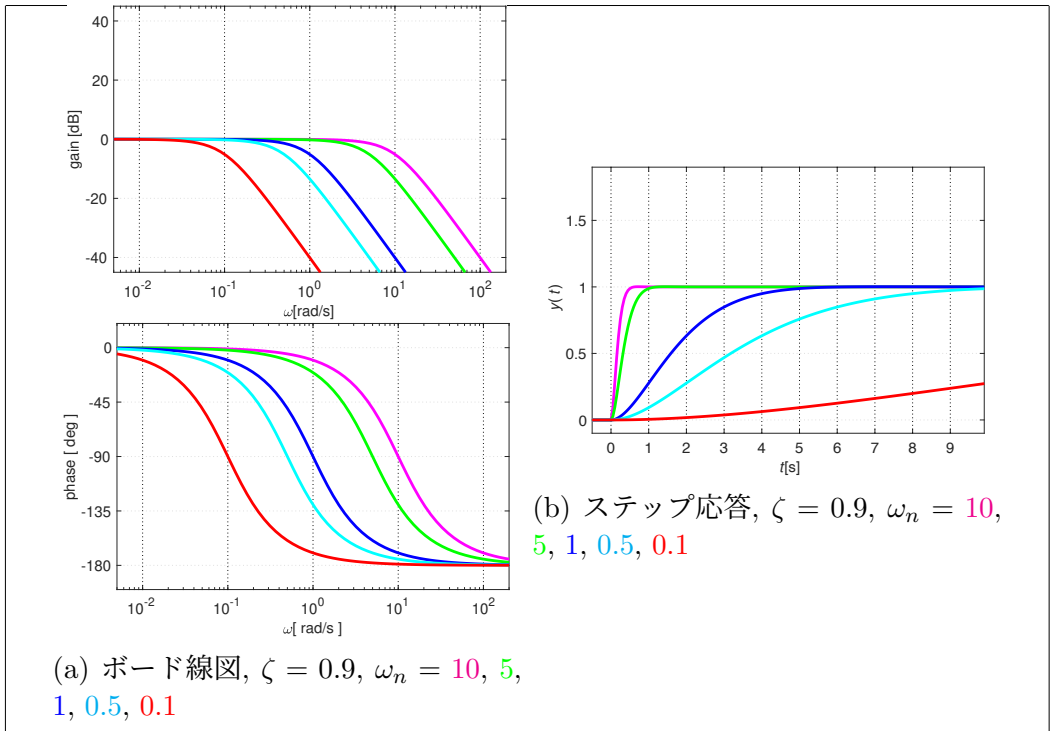 40
20
0
-20
-40
gain [dB]
10^-2 10^-1 10^0 10^1 10^2
ω[rad/s]
0
-45
-90
-135
-180
phase [ deg ]
10^-2 10^-1 10^0 10^1 10^2
ω[ rad/s ]
(a) ボード線図, ζ = 0.9, ω_n = 10, 5,
1, 0.5, 0.1
1.5
1
0.5
0
y( t)
0 1 2 3 4 5 6 7 8 9
t[s]
(b) ステップ応答, ζ = 0.9, ω_n = 10,
5, 1, 0.5, 0.1